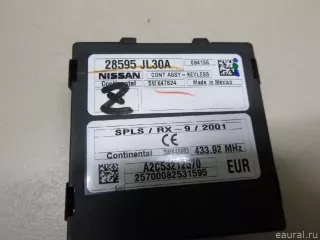 28595 JL30A
NISSAN CONT ASSY-KEYLESS
Continental Made in Mexico
SPLS / RX-9 / 2001
CE
Continental 433.92 MHz
A2C53212570 EUR
25700082531595
eaural.ru